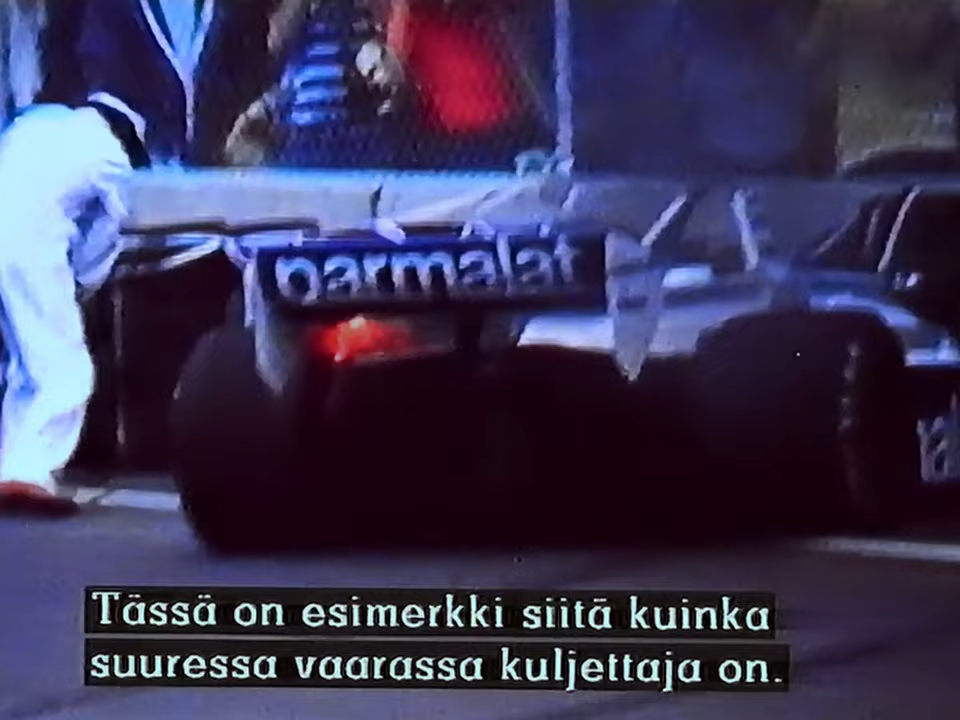 parmalat
Tässä on esimerkki siitä kuinka
suuressa vaarassa kuljettaja on.